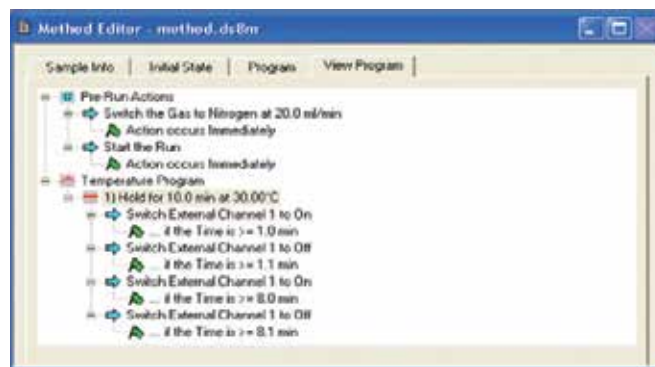 Method Editor - method.ds8m
Sample Info | Initial State | Program | View Program |
Pre-Run Actions
Switch the Gas to Nitrogen at 20.0 ml/min
Action occurs Immediately
Start the Run
Action occurs Immediately
Temperature Program
1) Hold for 10.0 min at 30.00°C
Switch External Channel 1 to On
... if the Time is >= 1.0 min
Switch External Channel 1 to Off
... if the Time is >= 1.1 min
Switch External Channel 1 to On
... if the Time is >= 8.0 min
Switch External Channel 1 to Off
... if the Time is >= 8.1 min